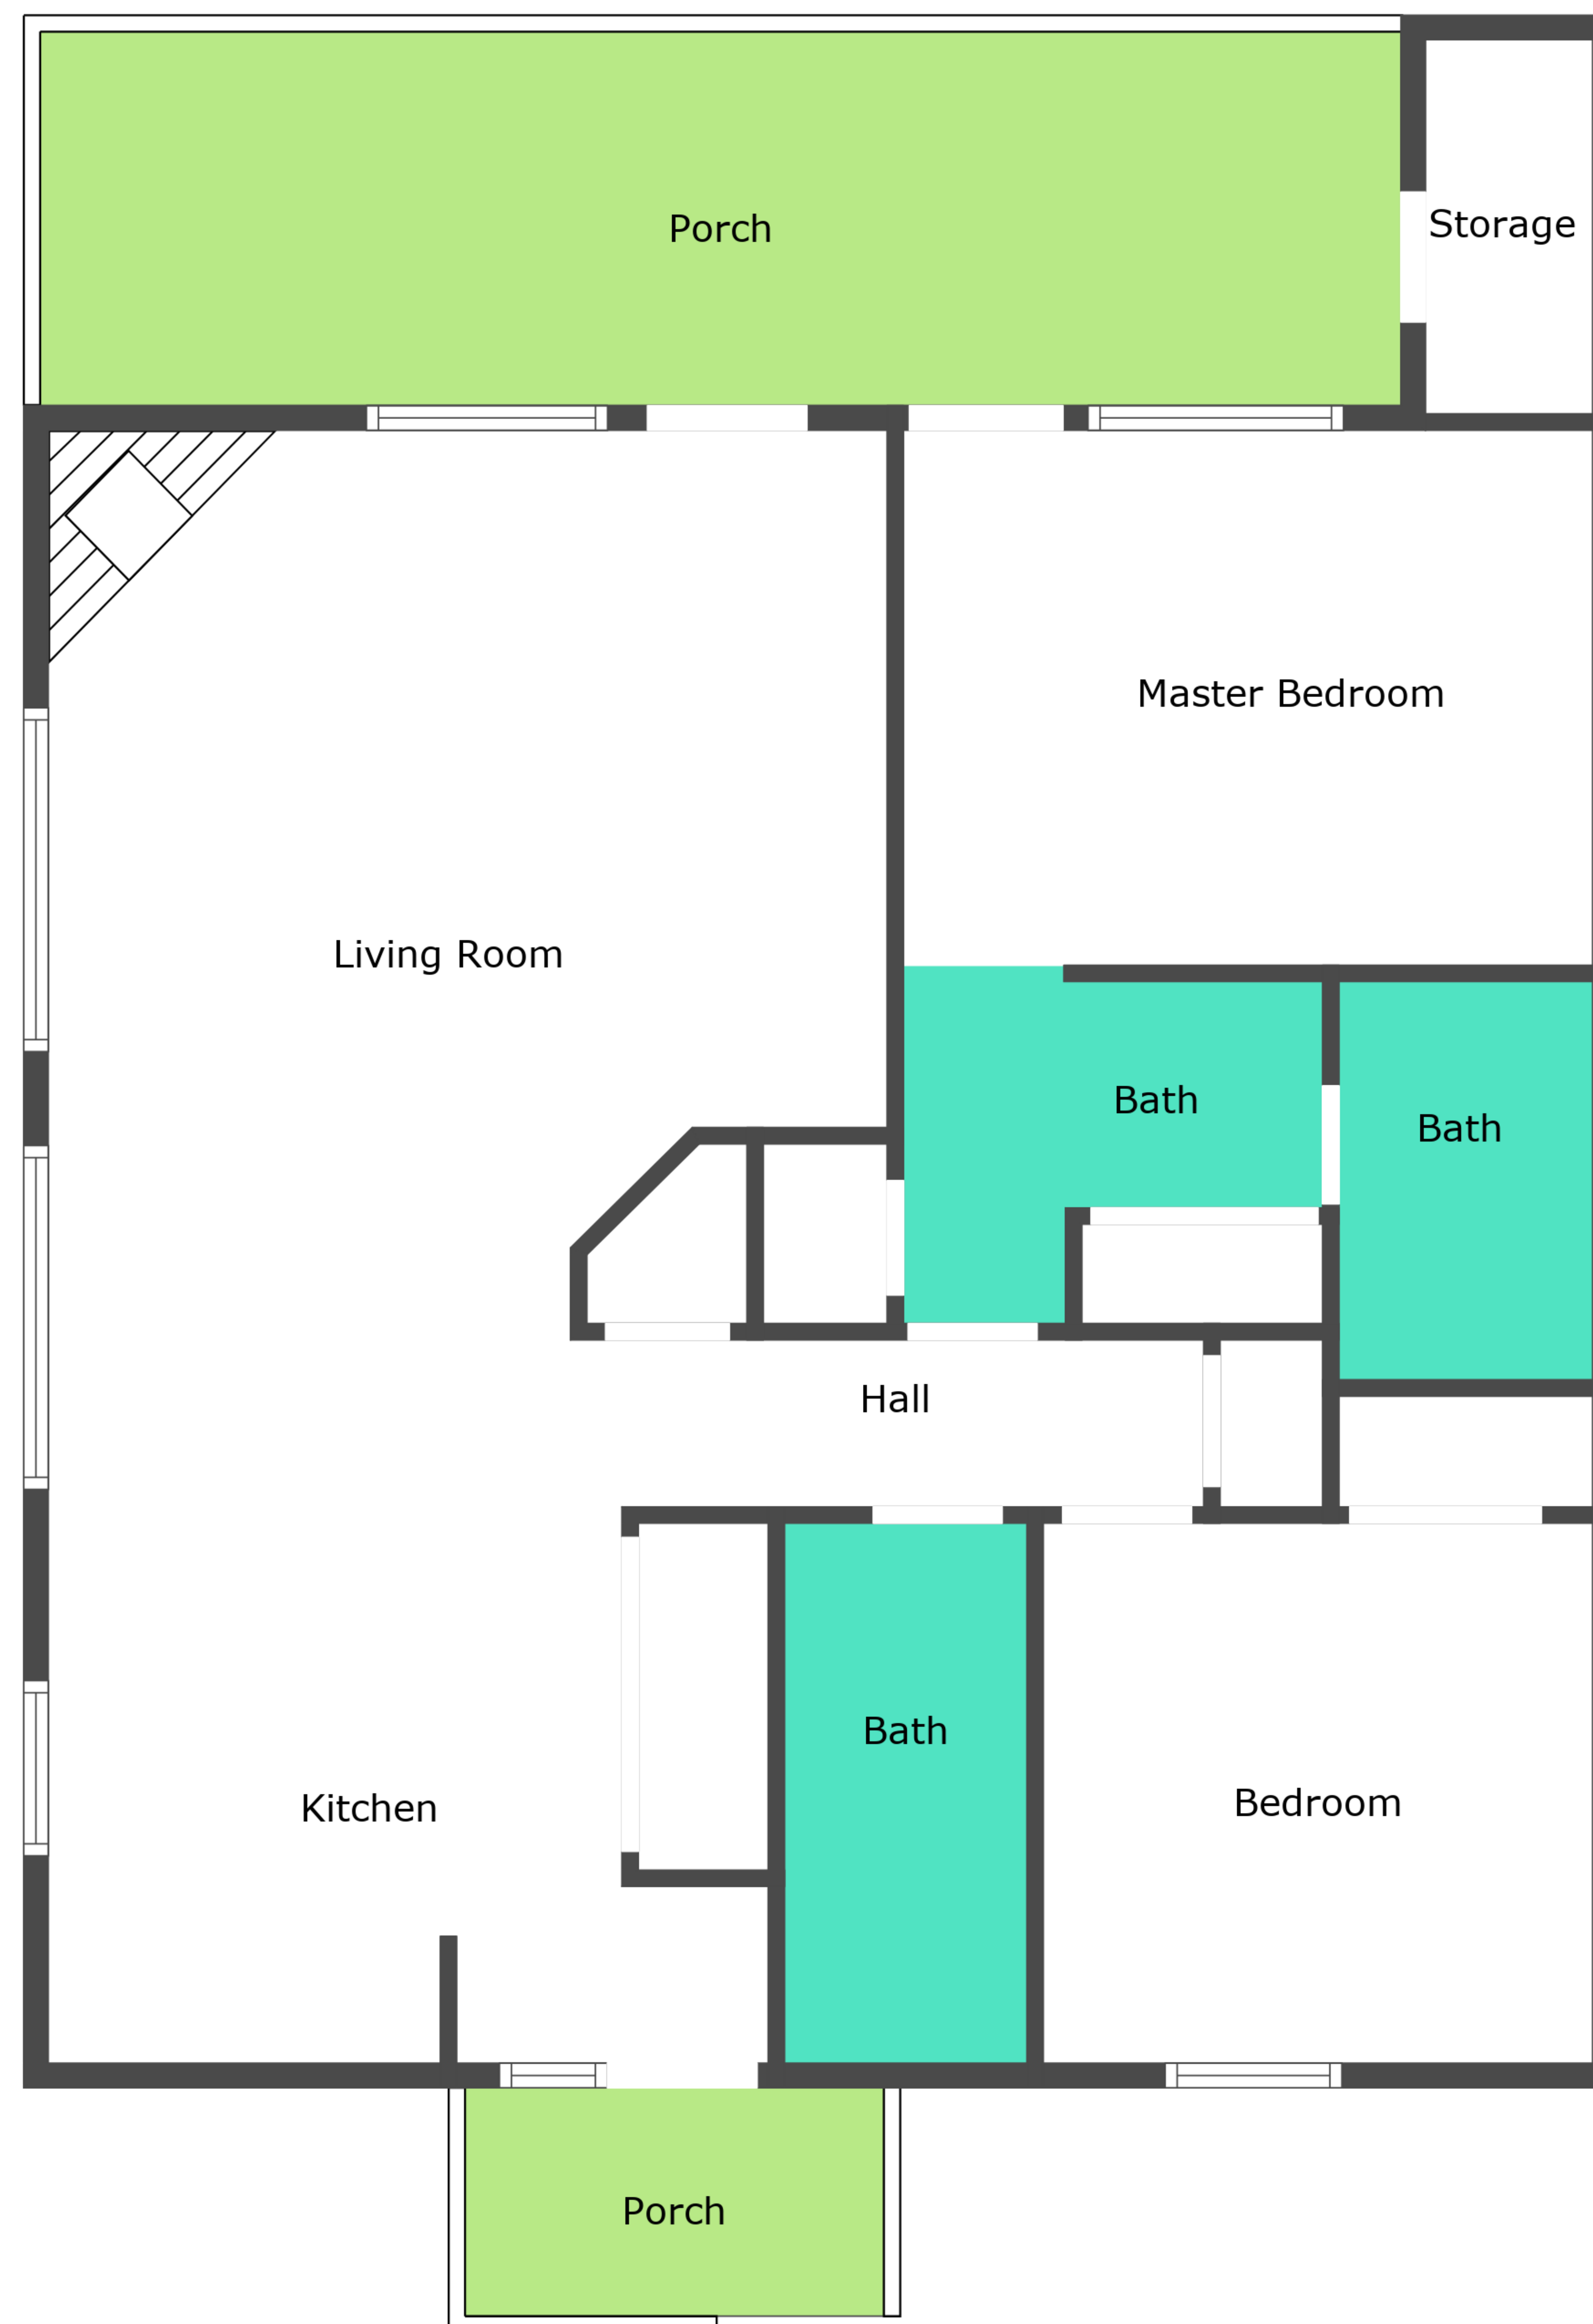 Porch
Storage
Master Bedroom
Living Room
Bath
Bath
Hall
Bath
Kitchen
Bedroom
Porch